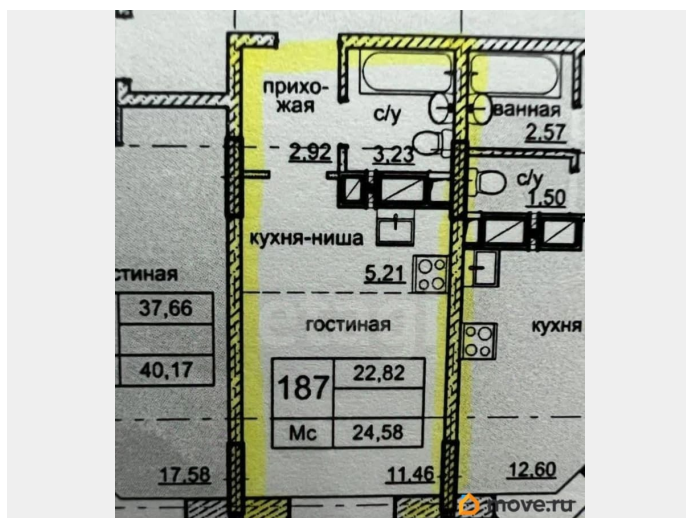 прихо-
жая
2.92
с/у
3,23
ванная
2.57
с/у
1.50
кухня-ниша
5,21
гостиная
187
22,82
Мс
24,58
11.46
стиная
37,66
40,17
17.58
кухня
12.60
move.ru